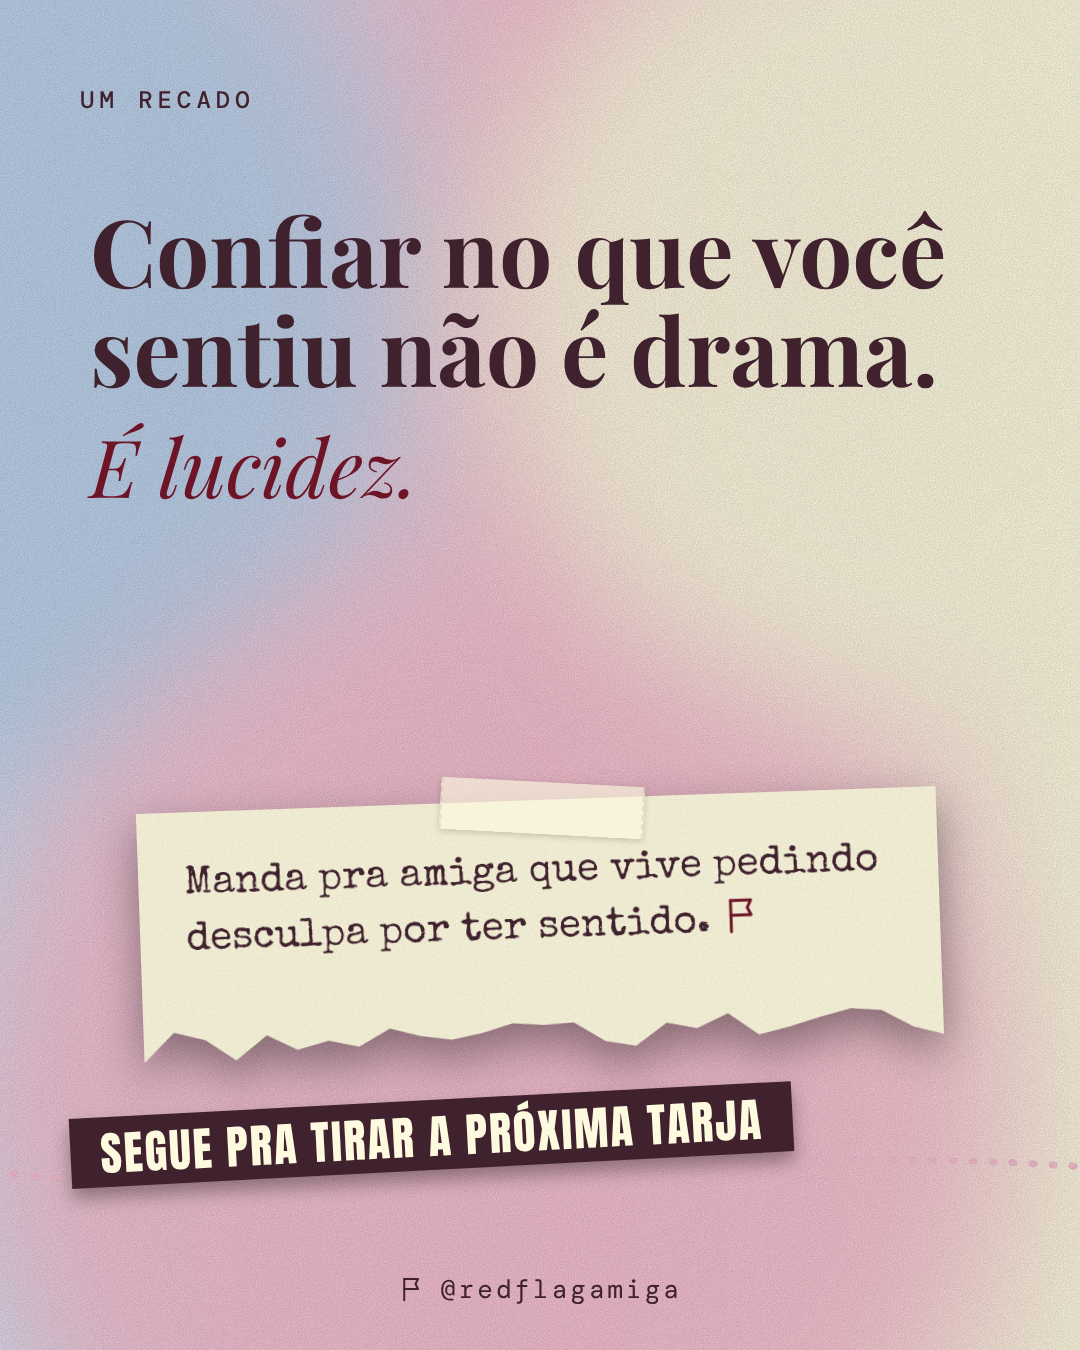 UM RECADO
Confiar no que você
sentiu não é drama.
É lucidez.
Manda pra amiga que vive pedindo
desculpa por ter sentido.
SEGUE PRA TIRAR A PRÓXIMA TARJA
@redflagamiga